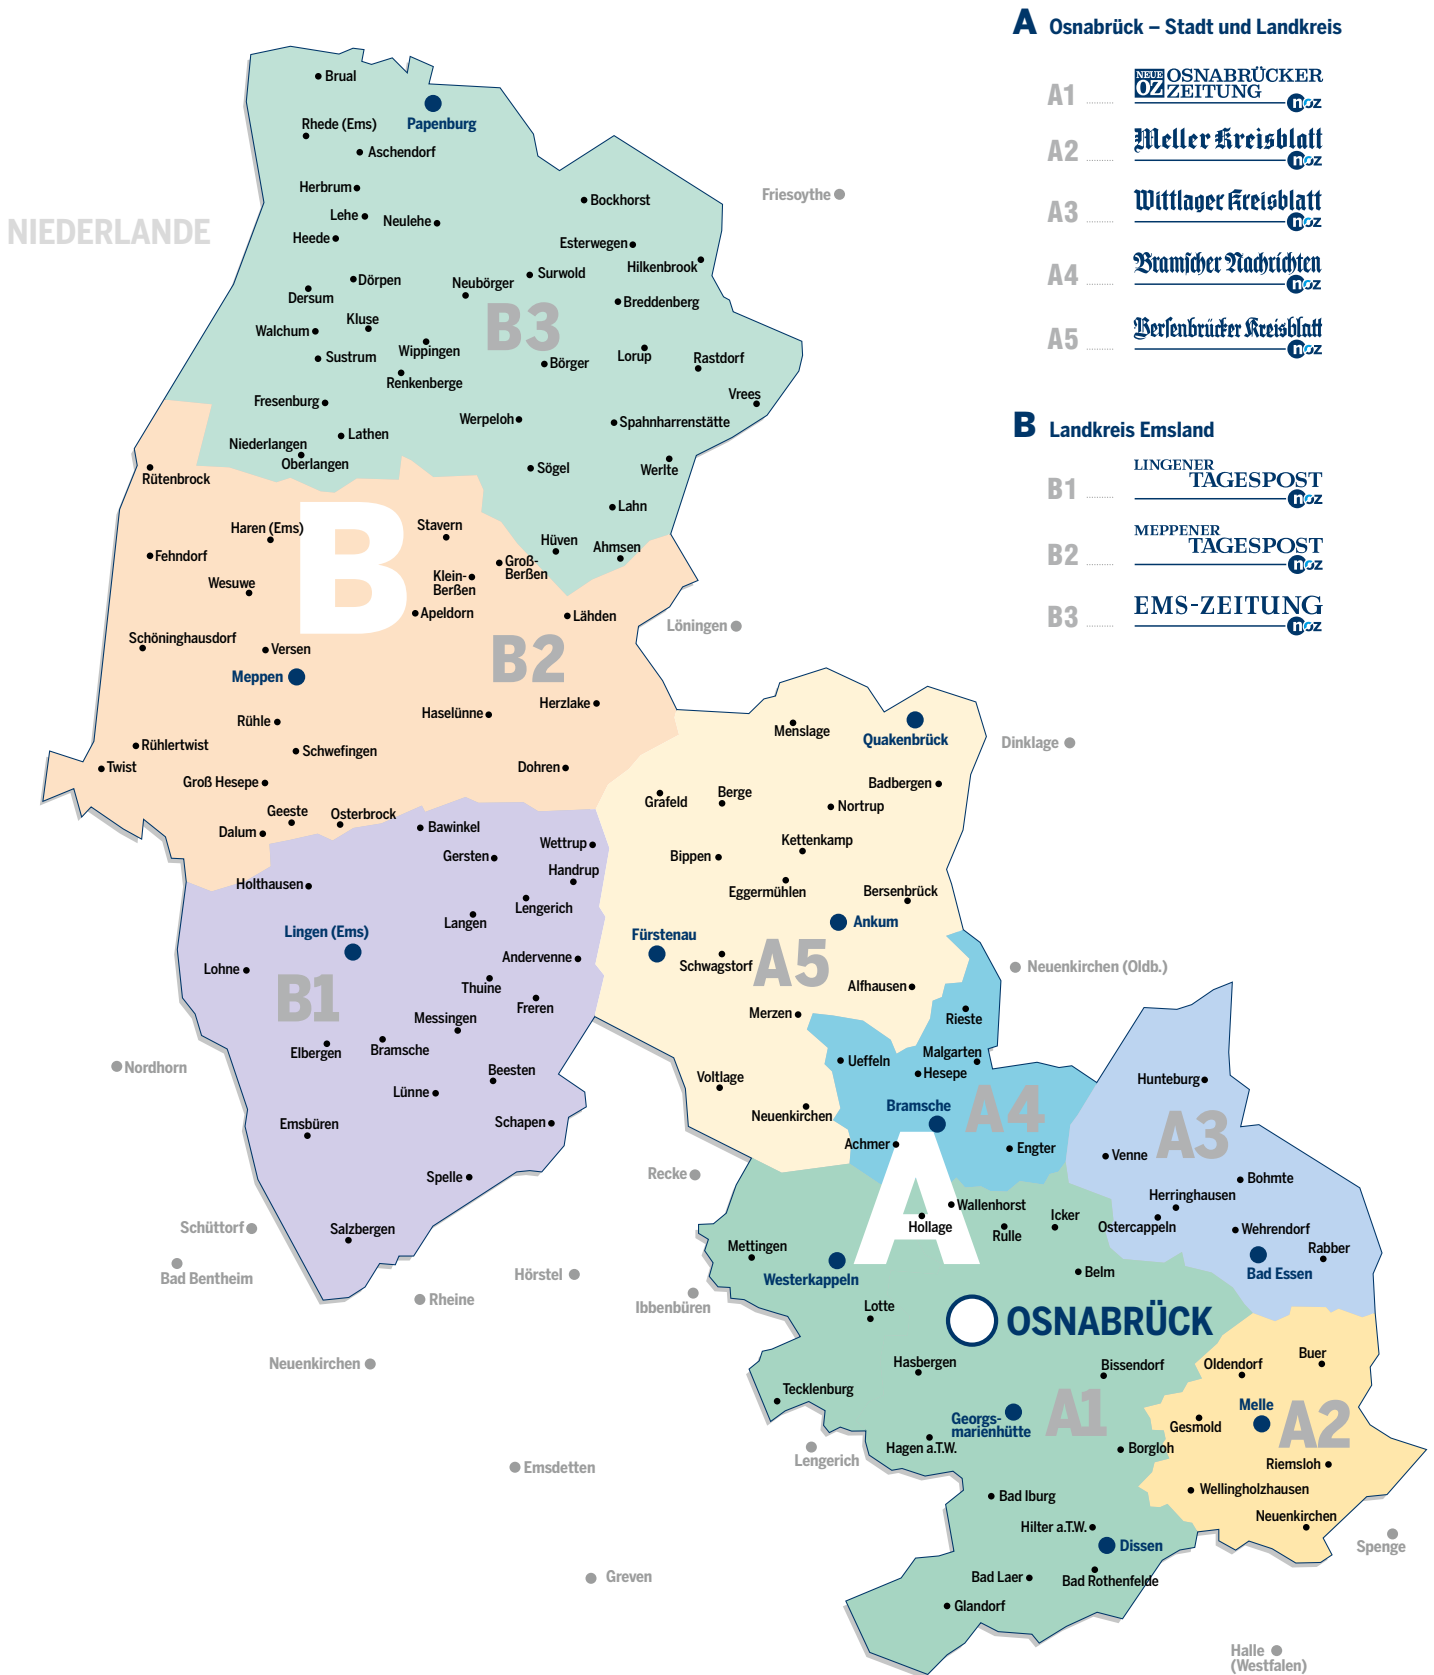 A Osnabrück – Stadt und Landkreis
A1
NEUE OZ OSNABRÜCKER ZEITUNG
noz
A2
Meller Kreisblatt
noz
A3
Wittlager Kreisblatt
noz
A4
Bramscher Nachrichten
noz
A5
Bersenbrücker Kreisblatt
noz
B Landkreis Emsland
B1
LINGENER
TAGESPOST
noz
B2
MEPPENER
TAGESPOST
noz
B3
EMS-ZEITUNG
noz
NIEDERLANDE
Brual
Papenburg
Rhede (Ems)
Aschendorf
Herbrum
Lehe
Neulehe
Heede
Bockhorst
Esterwegen
Hilkenbrook
Surwold
Dörpen
Neubörger
Dersum
Breddenberg
B3
Kluse
Walchum
Wippingen
Sustrum
Lorup
Rastdorf
Börger
Renkenberge
Vrees
Fresenburg
Werpeloh
Spahnharrenstätte
Lathen
Niederlangen
Oberlangen
Sögel
Werlte
Lahn
Hüven
Ahmsen
Friesoythe
Rütenbrock
B
Haren (Ems)
Stavern
Fehndorf
Groß-
Berßen
Klein-
Berßen
Wesuwe
Apeldorn
Lähden
Löningen
Schöninghausdorf
Versen
B2
Meppen
Herzlake
Haselünne
Rühle
Rühlertwist
Schwefingen
Twist
Dohren
Groß Hesepe
Geeste
Osterbrock
Dalum
Bawinkel
Wettrup
Gersten
Handrup
Holthausen
Lengerich
Langen
Lingen (Ems)
Andervenne
Lohne
Thuine
B1
Freren
Messingen
Elbergen
Bramsche
Beesten
Lünne
Emsbüren
Schapen
Spelle
Salzbergen
Nordhorn
Schüttorf
Bad Bentheim
Rheine
Hörstel
Neuenkirchen
Emsdetten
Greven
Menslage
Quakenbrück
Dinklage
Badbergen
Grafeld
Berge
Nortrup
Kettenkamp
Bippen
Eggermühlen
Bersenbrück
Ankum
Fürstenau
A5
Schwagstorf
Alfhausen
Merzen
Voltlage
Neuenkirchen
Neuenkirchen (Oldb.)
Rieste
Ueffeln
Malgarten
Hesepe
Bramsche
A4
Achmer
Engter
Hunteburg
A3
Venne
Bohmte
Herringhausen
Ostercappeln
Wehrendorf
Rabber
Bad Essen
Recke
A
Wallenhorst
Hollage
Rulle
Icker
Mettingen
Westerkappeln
Belm
Ibbenbüren
Lotte
OSNABRÜCK
Hasbergen
Bissendorf
Tecklenburg
A1
Georgs-
marienhütte
Hagen a.T.W.
Borgloh
Lengerich
Bad Iburg
Hilter a.T.W.
Dissen
Bad Laer
Bad Rothenfelde
Glandorf
Buer
Oldendorf
Melle
A2
Gesmold
Riemsloh
Wellingholzhausen
Neuenkirchen
Spenge
Halle
(Westfalen)